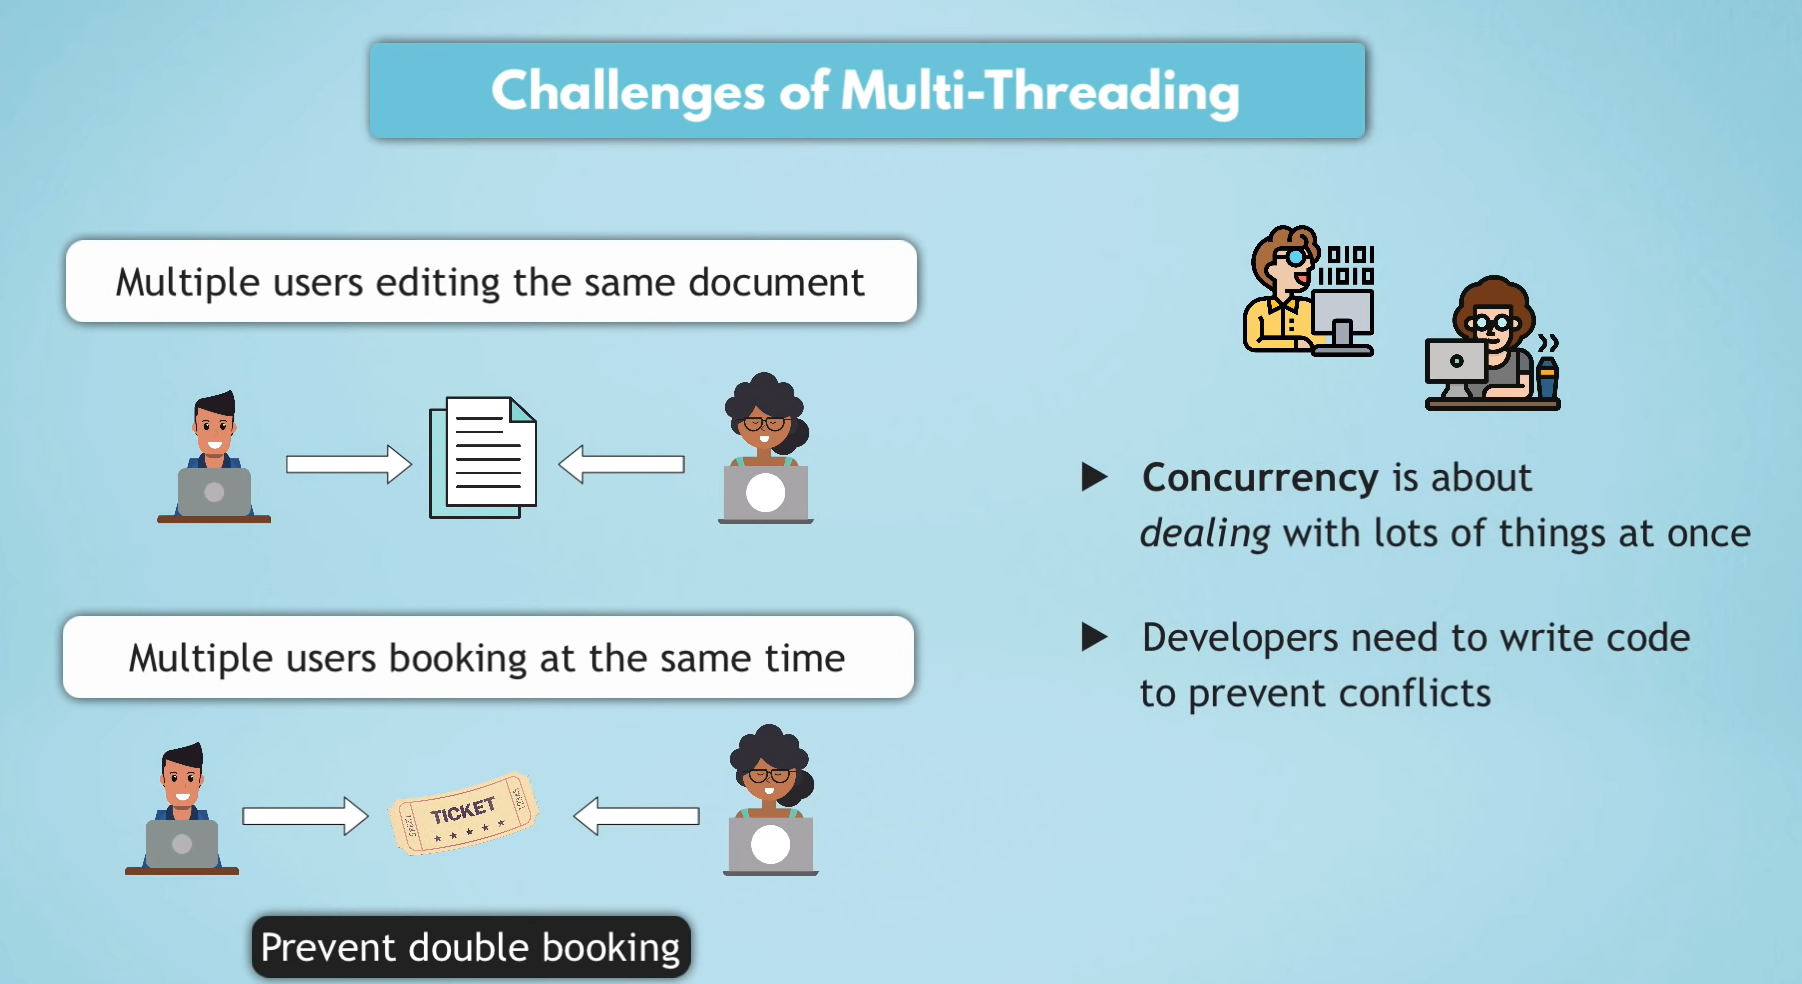 Challenges of Multi-Threading
Multiple users editing the same document
Multiple users booking at the same time
TICKET
Prevent double booking
0101
11010
▶ Concurrency is about
dealing with lots of things at once
▶ Developers need to write code
to prevent conflicts